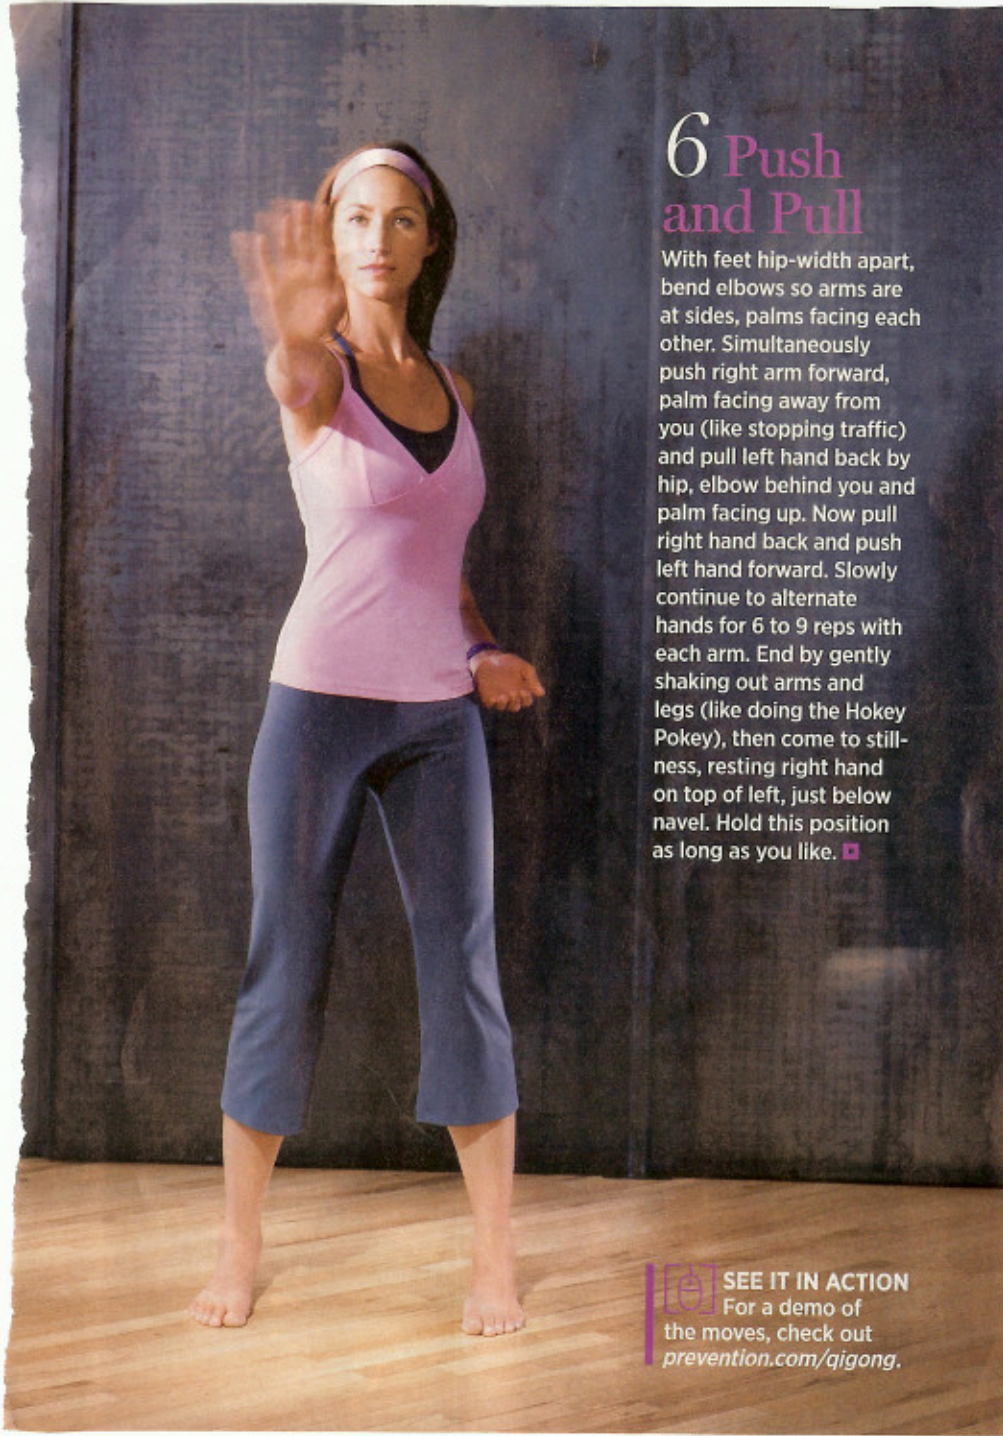 6 Push
and Pull
With feet hip-width apart,
bend elbows so arms are
at sides, palms facing each
other. Simultaneously
push right arm forward,
palm facing away from
you (like stopping traffic)
and pull left hand back by
hip, elbow behind you and
palm facing up. Now pull
right hand back and push
left hand forward. Slowly
continue to alternate
hands for 6 to 9 reps with
each arm. End by gently
shaking out arms and
legs (like doing the Hokey
Pokey), then come to still-
ness, resting right hand
on top of left, just below
navel. Hold this position
as long as you like.
SEE IT IN ACTION
For a demo of
the moves, check out
prevention.com/qigong.